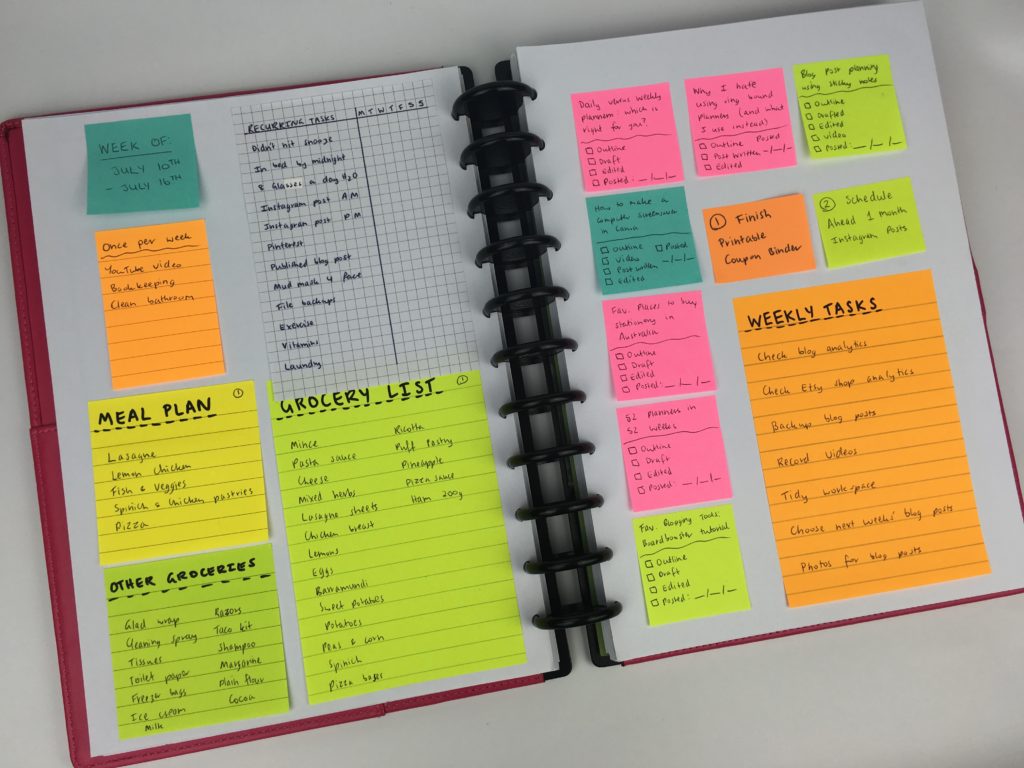 WEEK OF:
JULY 10TH
- JULY 16TH
Once per week
YouTube video
Bookkeeping
Clean bathroom
RECURRING TASKS
M T W T F S S
Didn't hit snooze
In bed by midnight
8 Glasses a day H2O
Instagram post A.M
Instagram post P.M
Pinterest
Published blog post
Mud mask 4 face
File backups
Exercise
Vitamins
Laundry
MEAL PLAN ①
Lasagne
Lemon Chicken
Fish & Veggies
Spinich & Chicken pastries
Pizza
GROCERY LIST ①
Mince
Pasta sauce
Cheese
Mixed herbs
Lasagne sheets
Chicken breast
Lemons
Eggs
Barramundi
Sweet Potatoes
Potatoes
Peas & corn
Spinich
Pizza bases
Ricotta
Puff Pastry
Pineapple
Pizza sauce
Ham 200g
OTHER GROCERIES
Glad wrap
Cleaning spray
Tissues
Toilet paper
Freezer bags
Ice cream
Milk
Razors
Taco kit
Shampoo
Margarine
Plain flour
Cocoa
Daily versus weekly
planners: which is
right for you?
Outline
Draft
Edited
Posted: _/_/_
Why I hate
using ring bound
planners (and what
I use instead)
Outline Posted
Post written _/_/_
Edited
Blog Post planning
using sticky notes
Outline
Drafted
Edited
Video
Posted: _/_/_
How to make a
computer screensaver
in Canva
Outline Posted
Video _/_/_
Post written
Edited
① Finish
Printable
Coupon Binder
② Schedule
Ahead 1 month
Instagram Posts
Fav. Places to buy
stationery in
Australia
Outline
Draft
Edited
Posted: _/_/_
52 Planners in
52 weeks
Outline
Draft
Edited
Posted: _/_/_
Fav. Blogging Tools:
Boardbooster tutorial
Outline
Draft
Edited
Posted: _/_/_
WEEKLY TASKS
Check blog analytics
Check Etsy shop analytics
Backup blog posts
Record Videos
Tidy workspace
Choose next weeks' blog posts
Photos for blog posts